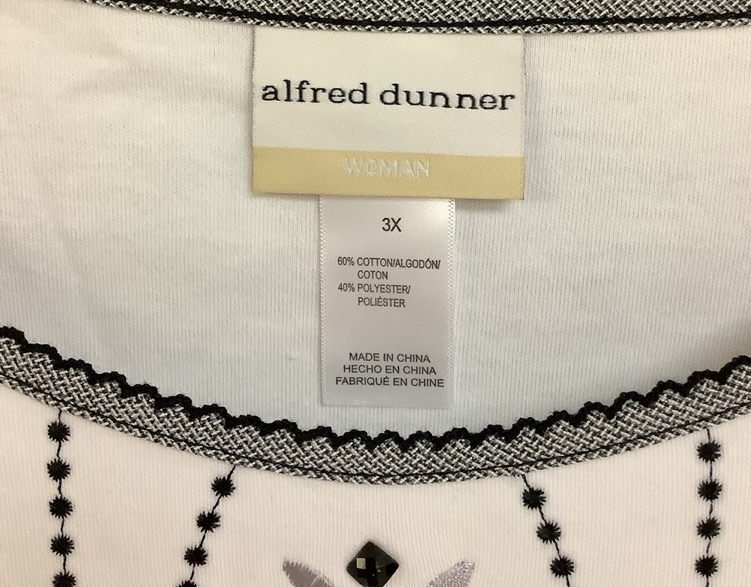 alfred dunner
WOMAN
3X
60% COTTON/ALGODÓN/
COTON
40% POLYESTER/
POLIÉSTER
MADE IN CHINA
HECHO EN CHINA
FABRIQUÉ EN CHINE